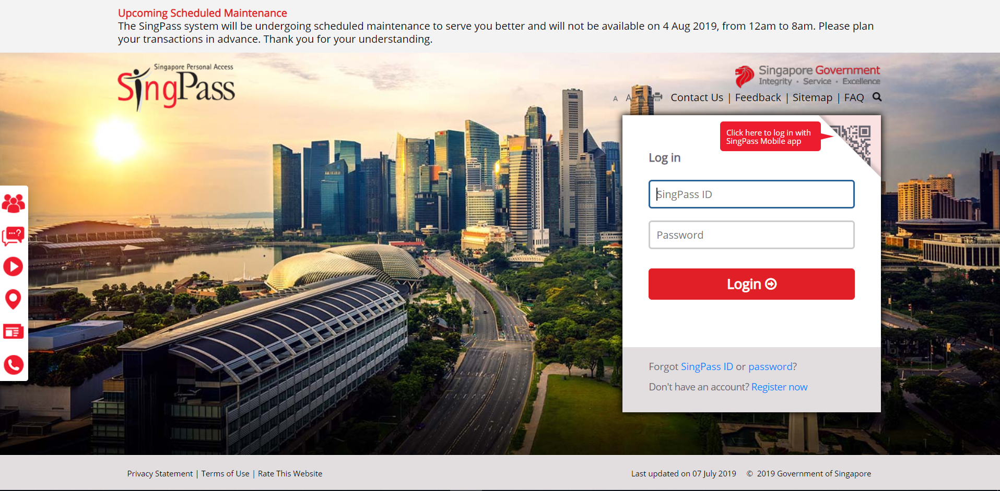 Upcoming Scheduled Maintenance
The SingPass system will be undergoing scheduled maintenance to serve you better and will not be available on 4 Aug 2019, from 12am to 8am. Please plan
your transactions in advance. Thank you for your understanding.
Singapore Personal Access
SingPass
Singapore Government
Integrity · Service · Excellence
A A A Contact Us | Feedback | Sitemap | FAQ
Click here to log in with
SingPass Mobile app
Log in
SingPass ID
Password
Login
Forgot SingPass ID or password?
Don't have an account? Register now
Privacy Statement | Terms of Use | Rate This Website
Last updated on 07 July 2019 © 2019 Government of Singapore